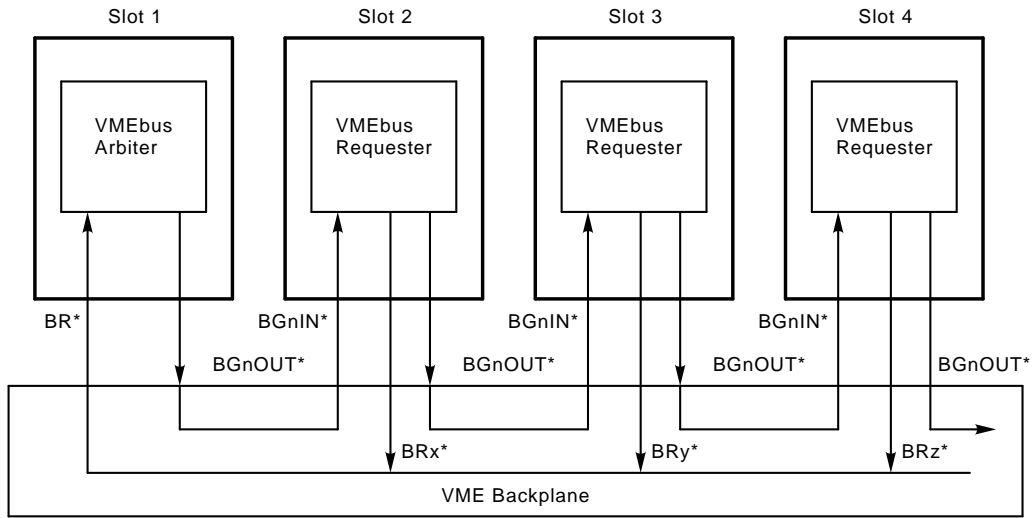 Slot 1
Slot 2
Slot 3
Slot 4
VMEbus
Arbiter
VMEbus
Requester
VMEbus
Requester
VMEbus
Requester
BR*
BGnIN*
BGnIN*
BGnIN*
BGnOUT*
BGnOUT*
BGnOUT*
BGnOUT*
BRx*
BRy*
BRz*
VME Backplane